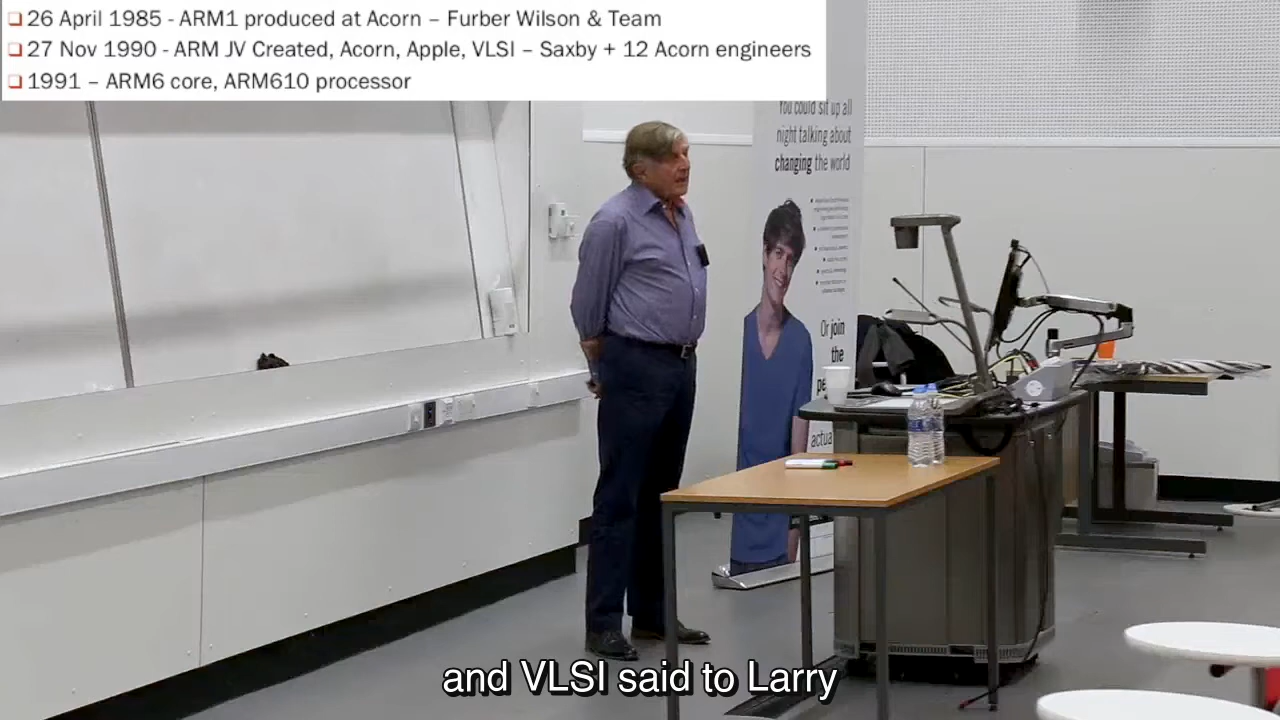 26 April 1985 - ARM1 produced at Acorn – Furber Wilson & Team
27 Nov 1990 - ARM JV Created, Acorn, Apple, VLSI – Saxby + 12 Acorn engineers
1991 – ARM6 core, ARM610 processor
You could sit up all
night talking about
changing the world
Or join
the
pe
actua
and VLSI said to Larry